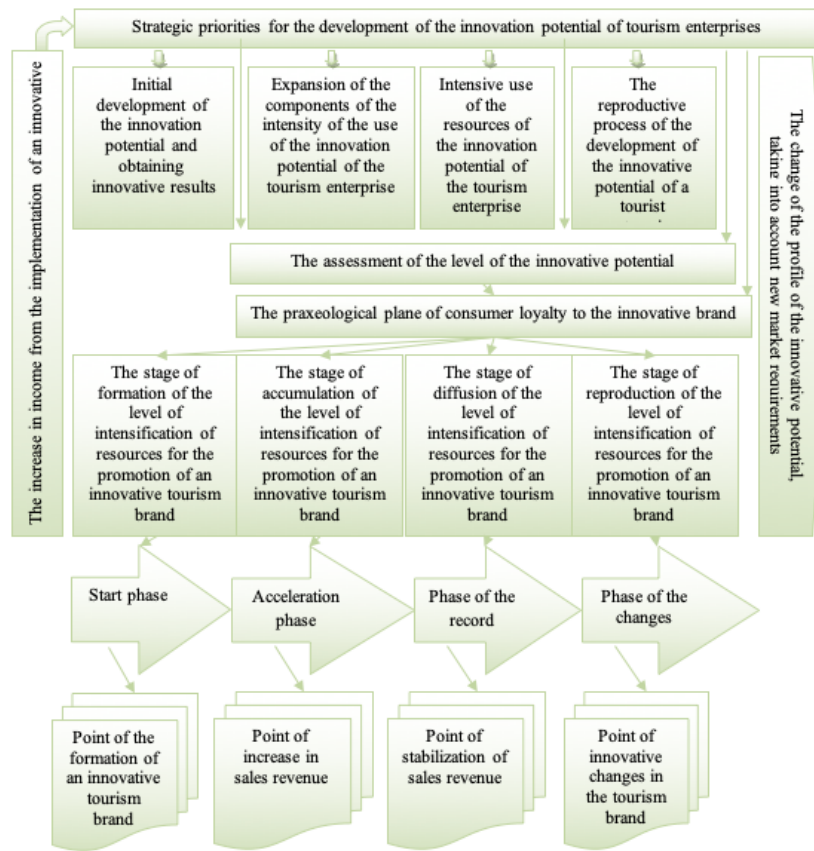 Strategic priorities for the development of the innovation potential of tourism enterprises
The increase in income from the implementation of an innovative
Initial
development of
the innovation
potential and
obtaining
innovative results
Expansion of the
components of the
intensity of the use
of the innovation
potential of the
tourism enterprise
Intensive use
of the
resources of
the innovation
potential of
the tourism
enterprise
The
reproductive
process of the
development of
the innovative
potential of a
tourist
The change of the profile of the innovative potential,
taking into account new market requirements
The assessment of the level of the innovative potential
The praxeological plane of consumer loyalty to the innovative brand
The stage of
formation of the
level of
intensification of
resources for the
promotion of an
innovative tourism
brand
The stage of
accumulation of
the level of
intensification of
resources for the
promotion of an
innovative tourism
brand
The stage of
diffusion of the
level of
intensification of
resources for the
promotion of an
innovative tourism
brand
The stage of
reproduction of the
level of
intensification of
resources for the
promotion of an
innovative tourism
brand
Start phase
Acceleration
phase
Phase of the
record
Phase of the
changes
Point of the
formation of
an innovative
tourism
brand
Point of
increase in
sales revenue
Point of
stabilization of
sales revenue
Point of
innovative
changes in
the tourism
brand